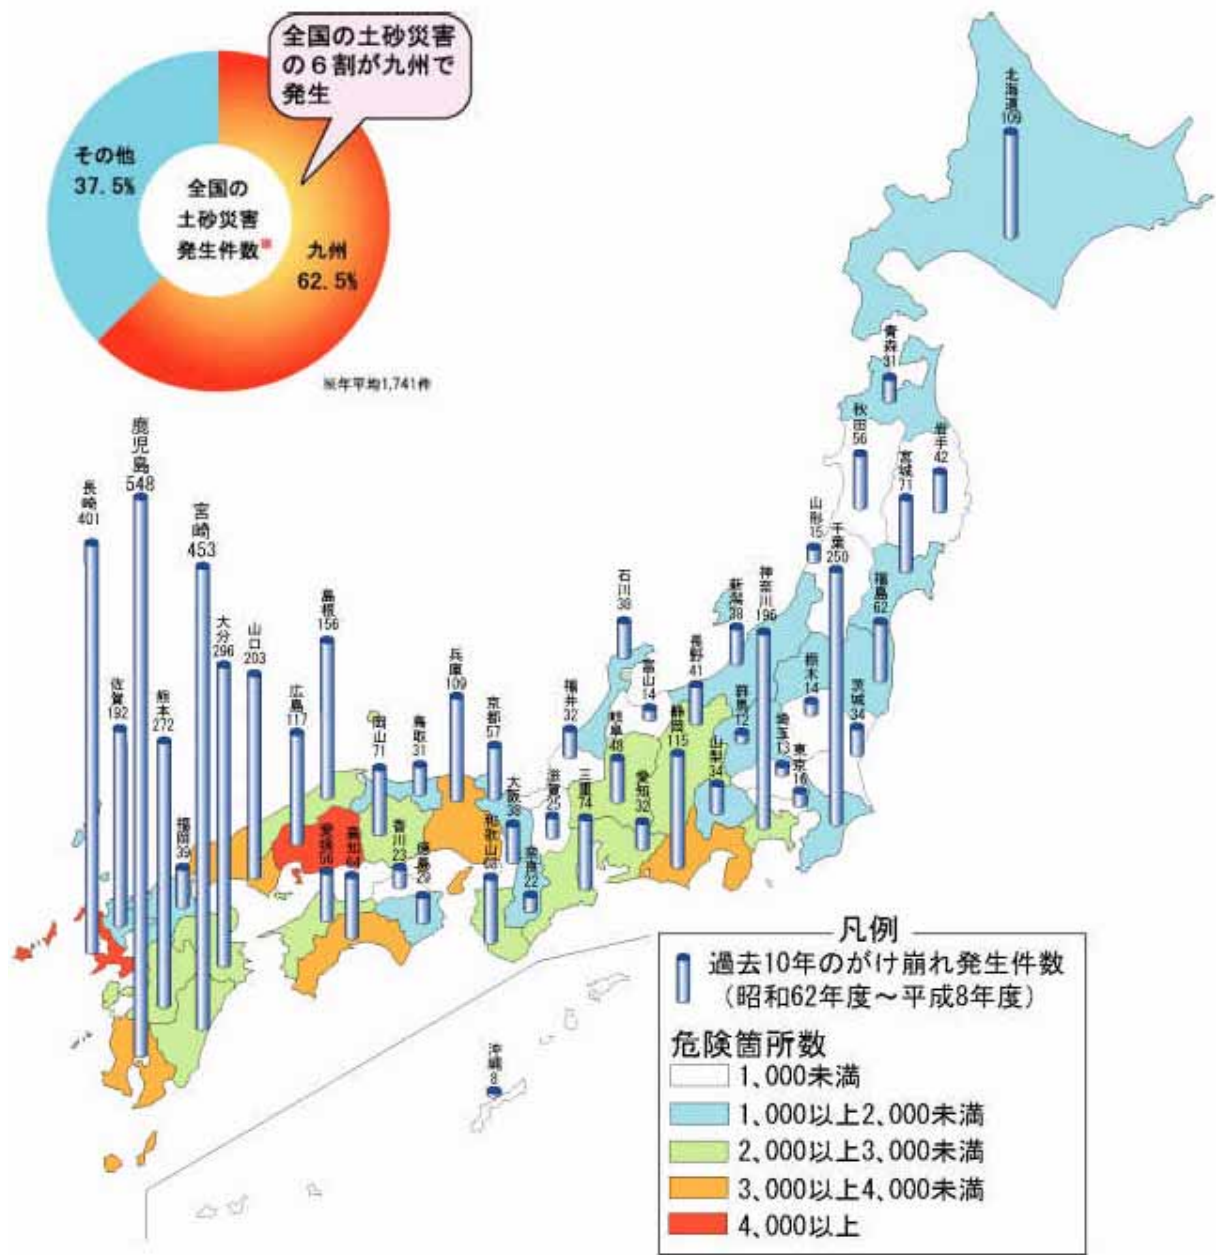 全国の土砂災害
の6割が九州で
発生
その他
37.5%
全国の
土砂災害
発生件数※
九州
62.5%
※年平均1,741件
北海道
109
青森
31
秋田
56
岩手
42
宮城
71
山形
15
千葉
250
福島
62
鹿児島
548
長崎
401
宮崎
453
島根
156
大分
296
山口
203
佐賀
192
熊本
272
広島
117
福岡
39
岡山
71
鳥取
31
兵庫
109
京都
57
石川
38
新潟
38
神奈川
196
長野
41
富山
14
福井
32
岐阜
48
静岡
115
群馬
12
栃木
14
茨城
34
埼玉
13
東京
16
山梨
34
愛知
32
三重
74
滋賀
25
大阪
38
奈良
22
和歌山
愛媛
56
高知
64
香川
23
徳島
29
沖縄
8
凡例
過去10年のがけ崩れ発生件数
(昭和62年度～平成8年度)
危険箇所数
1,000未満
1,000以上2,000未満
2,000以上3,000未満
3,000以上4,000未満
4,000以上